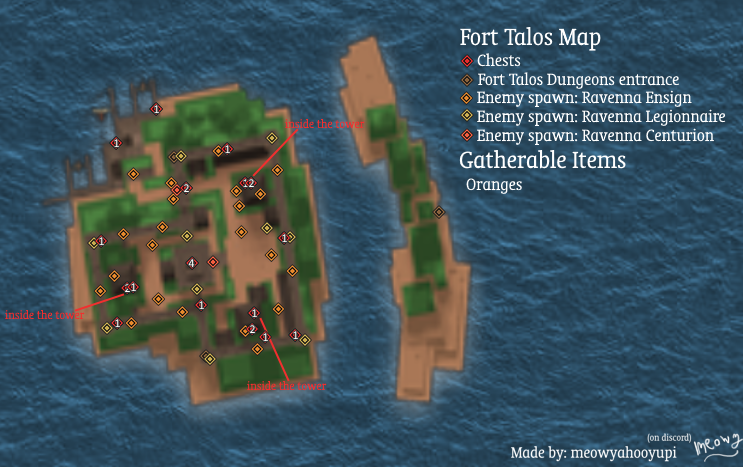 Fort Talos Map
Chests
Fort Talos Dungeons entrance
Enemy spawn: Ravenna Ensign
Enemy spawn: Ravenna Legionnaire
Enemy spawn: Ravenna Centurion
Gatherable Items
Oranges
1
1
inside the tower
1
2
12
1
1
4
21
inside the tower
1
1
1
2
1
1
inside the tower
(on discord)
meowy
Made by: meowyahooyupi